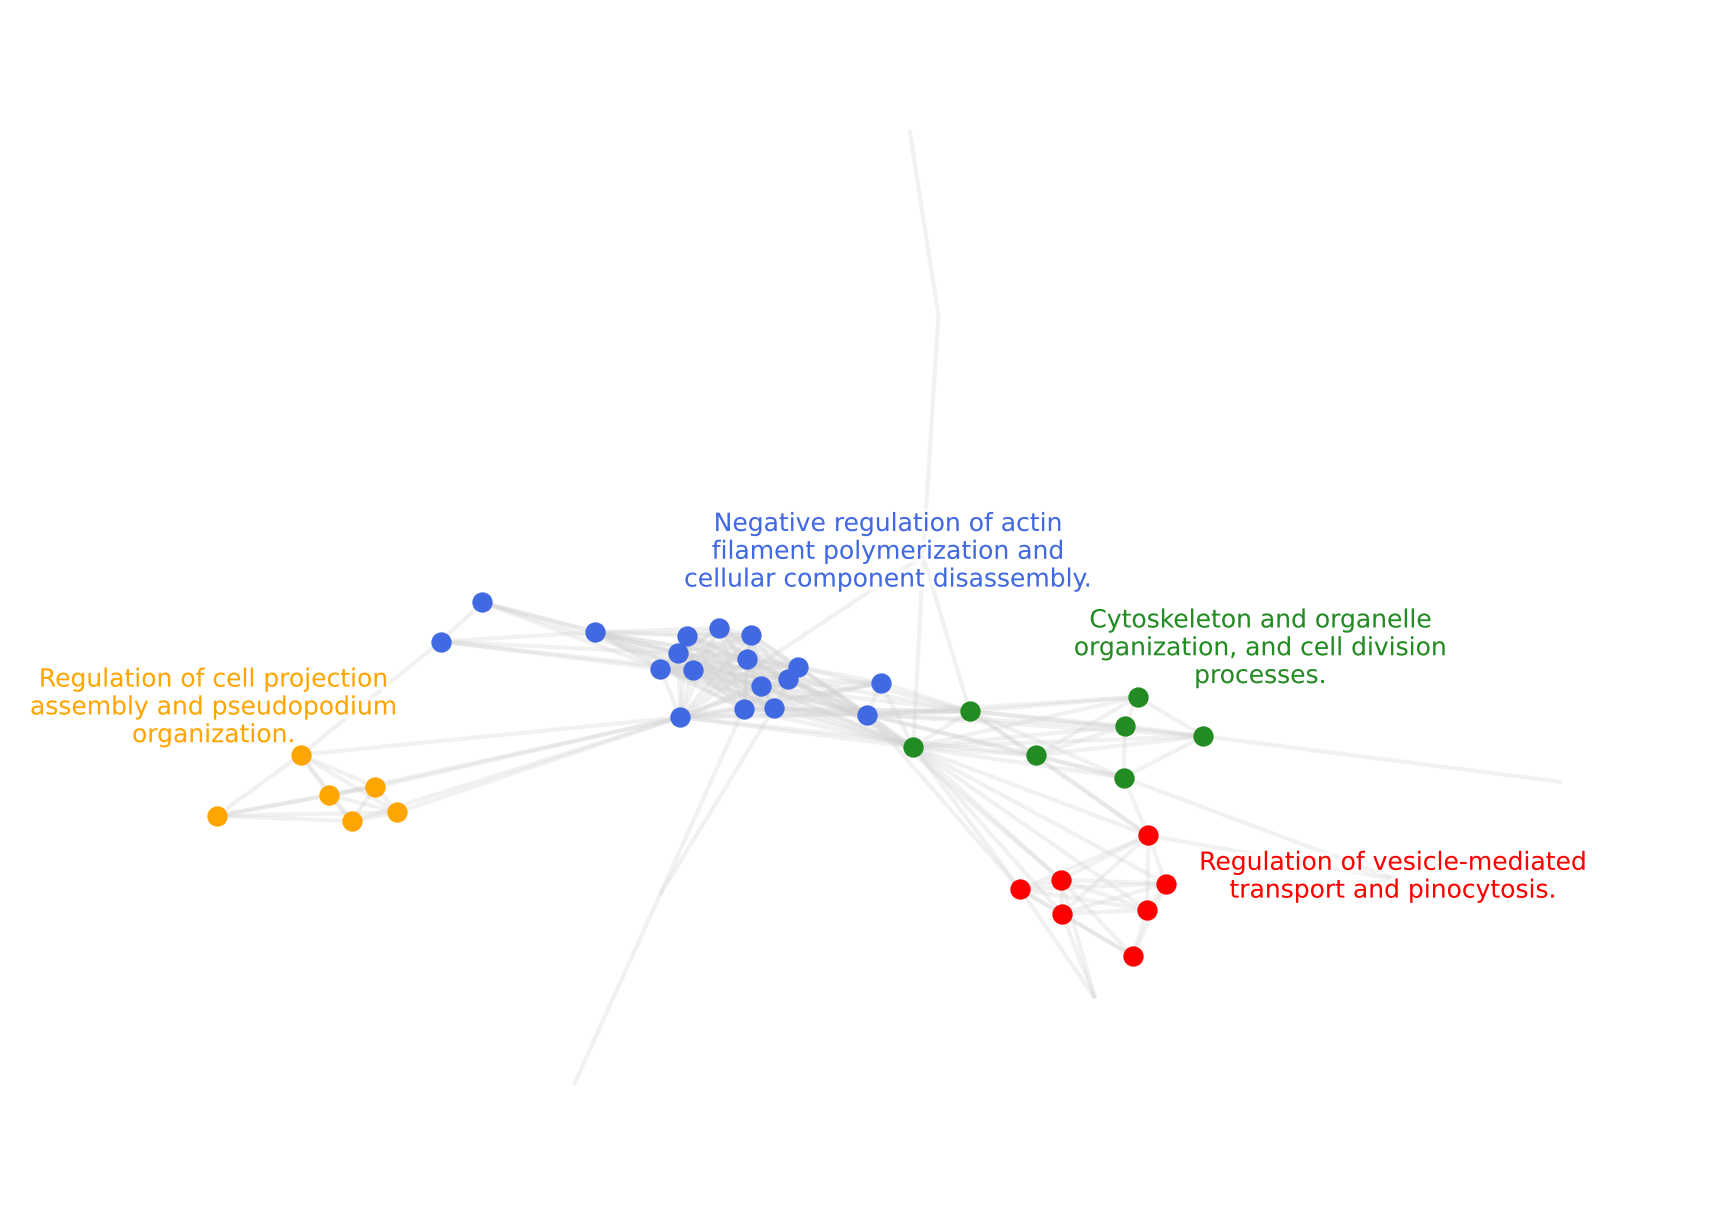 Negative regulation of actin
filament polymerization and
cellular component disassembly.
Cytoskeleton and organelle
organization, and cell division
processes.
Regulation of cell projection
assembly and pseudopodium
organization.
Regulation of vesicle-mediated
transport and pinocytosis.